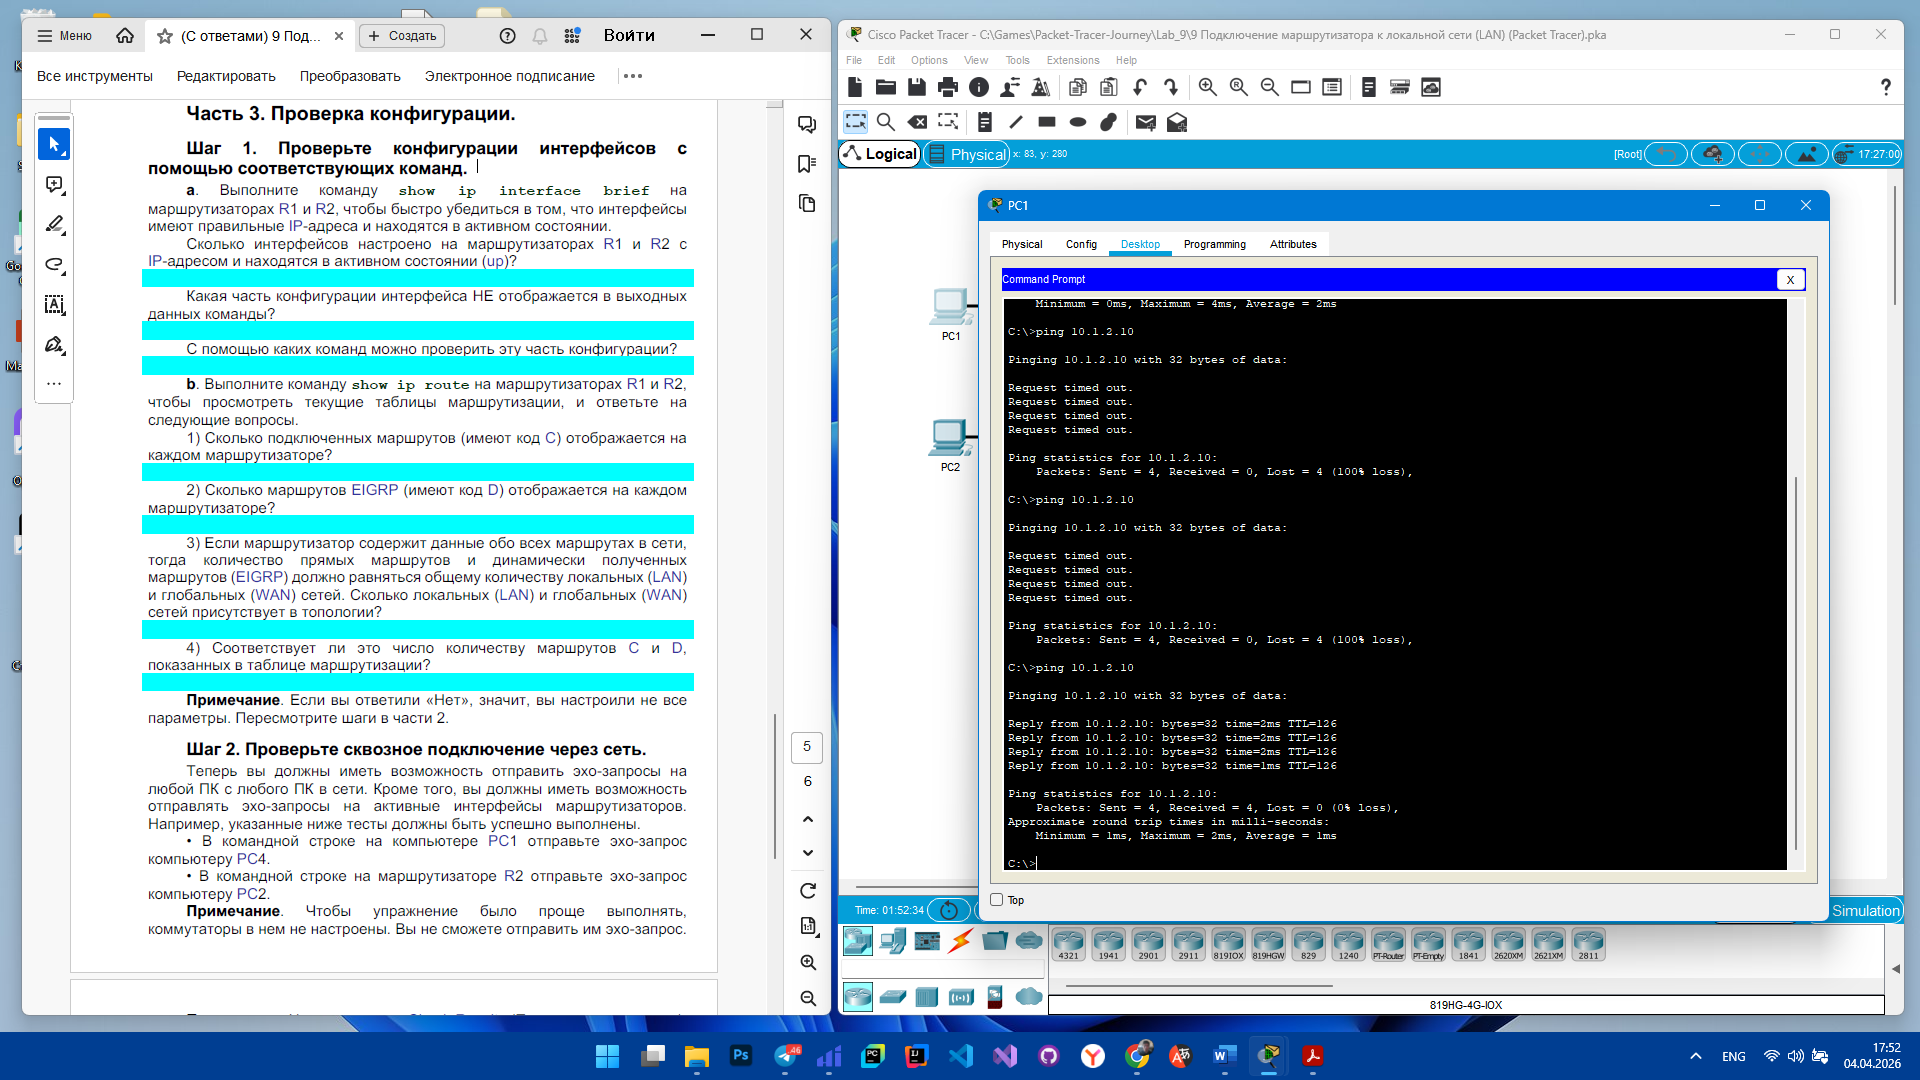 Меню
(С ответами) 9 Под...
Создать
Войти
Все инструменты
Редактировать
Преобразовать
Электронное подписание
Часть 3. Проверка конфигурации.
Шаг 1. Проверьте конфигурации интерфейсов с
помощью соответствующих команд.
a. Выполните команду show ip interface brief на
маршрутизаторах R1 и R2, чтобы быстро убедиться в том, что интерфейсы
имеют правильные IP-адреса и находятся в активном состоянии.
Сколько интерфейсов настроено на маршрутизаторах R1 и R2 с
IP-адресом и находятся в активном состоянии (up)?
Какая часть конфигурации интерфейса НЕ отображается в выходных
данных команды?
С помощью каких команд можно проверить эту часть конфигурации?
b. Выполните команду show ip route на маршрутизаторах R1 и R2,
чтобы просмотреть текущие таблицы маршрутизации, и ответьте на
следующие вопросы.
1) Сколько подключенных маршрутов (имеют код C) отображается на
каждом маршрутизаторе?
2) Сколько маршрутов EIGRP (имеют код D) отображается на каждом
маршрутизаторе?
3) Если маршрутизатор содержит данные обо всех маршрутах в сети,
тогда количество прямых маршрутов и динамически полученных
маршрутов (EIGRP) должно равняться общему количеству локальных (LAN)
и глобальных (WAN) сетей. Сколько локальных (LAN) и глобальных (WAN)
сетей присутствует в топологии?
4) Соответствует ли это число количеству маршрутов C и D,
показанных в таблице маршрутизации?
Примечание. Если вы ответили «Нет», значит, вы настроили не все
параметры. Пересмотрите шаги в части 2.
Шаг 2. Проверьте сквозное подключение через сеть.
Теперь вы должны иметь возможность отправить эхо-запросы на
любой ПК с любого ПК в сети. Кроме того, вы должны иметь возможность
отправлять эхо-запросы на активные интерфейсы маршрутизаторов.
Например, указанные ниже тесты должны быть успешно выполнены.
• В командной строке на компьютере PC1 отправьте эхо-запрос
компьютеру PC4.
• В командной строке на маршрутизаторе R2 отправьте эхо-запрос
компьютеру PC2.
Примечание. Чтобы упражнение было проще выполнять,
коммутаторы в нем не настроены. Вы не сможете отправить им эхо-запрос.
5
6
Cisco Packet Tracer - C:\Games\Packet-Tracer-Journey\Lab_9\9 Подключение маршрутизатора к локальной сети (LAN) (Packet Tracer).pka
File Edit Options View Tools Extensions Help
Logical
Physical
x: 83, y: 280
[Root]
17:27:00
PC1
PC2
PC1
Physical Config Desktop Programming Attributes
Command Prompt
X
Minimum = 0ms, Maximum = 4ms, Average = 2ms
C:\>ping 10.1.2.10
Pinging 10.1.2.10 with 32 bytes of data:
Request timed out.
Request timed out.
Request timed out.
Request timed out.
Ping statistics for 10.1.2.10:
Packets: Sent = 4, Received = 0, Lost = 4 (100% loss),
C:\>ping 10.1.2.10
Pinging 10.1.2.10 with 32 bytes of data:
Request timed out.
Request timed out.
Request timed out.
Request timed out.
Ping statistics for 10.1.2.10:
Packets: Sent = 4, Received = 0, Lost = 4 (100% loss),
C:\>ping 10.1.2.10
Pinging 10.1.2.10 with 32 bytes of data:
Reply from 10.1.2.10: bytes=32 time=2ms TTL=126
Reply from 10.1.2.10: bytes=32 time=2ms TTL=126
Reply from 10.1.2.10: bytes=32 time=2ms TTL=126
Reply from 10.1.2.10: bytes=32 time=1ms TTL=126
Ping statistics for 10.1.2.10:
Packets: Sent = 4, Received = 4, Lost = 0 (0% loss),
Approximate round trip times in milli-seconds:
Minimum = 1ms, Maximum = 2ms, Average = 1ms
C:\>
Top
Time: 01:52:34
Simulation
4321 1941 2901 2911 819IOX 819HGW 829 1240 PT-Router PT-Empty 1841 2620XM 2621XM 2811
819HG-4G-IOX
46
ENG
17:52
04.04.2026